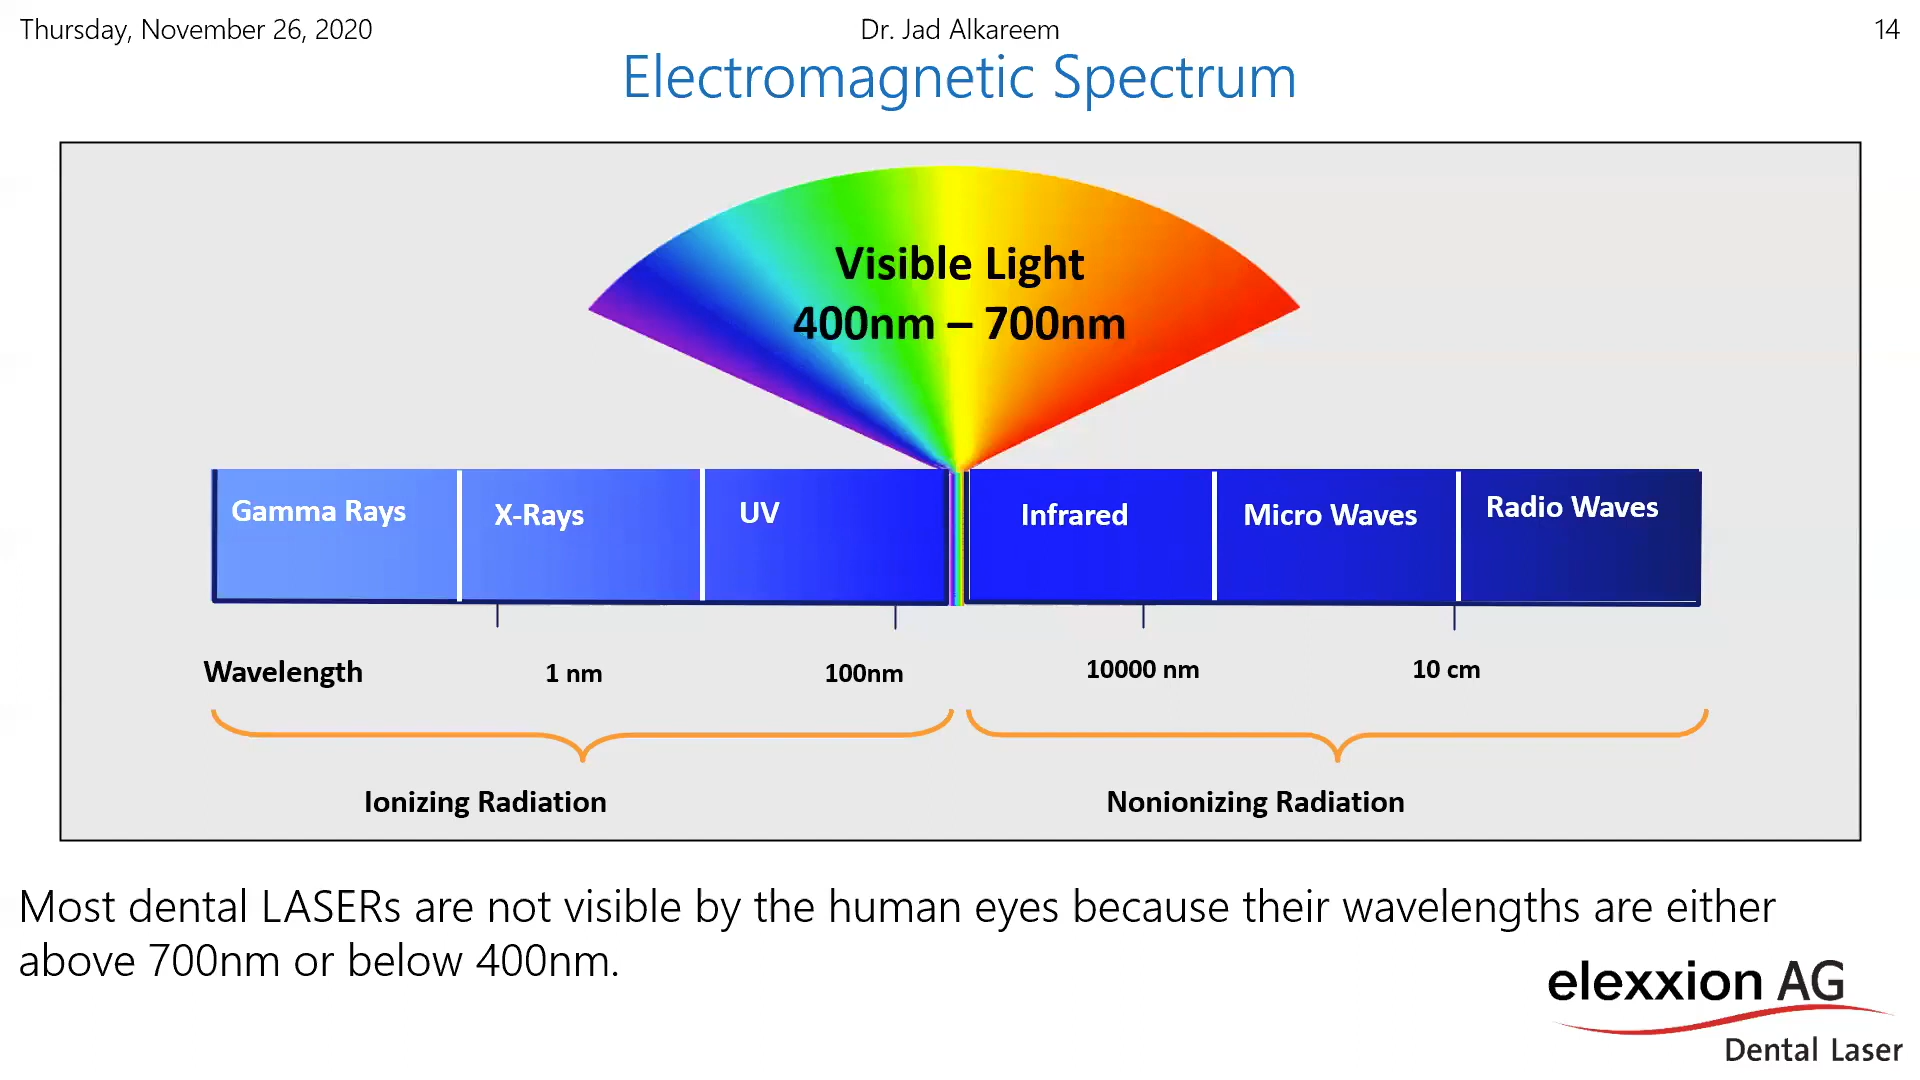 Thursday, November 26, 2020
Dr. Jad Alkareem
14
Electromagnetic Spectrum
Visible Light
400nm – 700nm
Gamma Rays
X-Rays
UV
Infrared
Micro Waves
Radio Waves
Wavelength
1 nm
100nm
10000 nm
10 cm
Ionizing Radiation
Nonionizing Radiation
Most dental LASERs are not visible by the human eyes because their wavelengths are either
above 700nm or below 400nm.
elexxion AG
Dental Laser